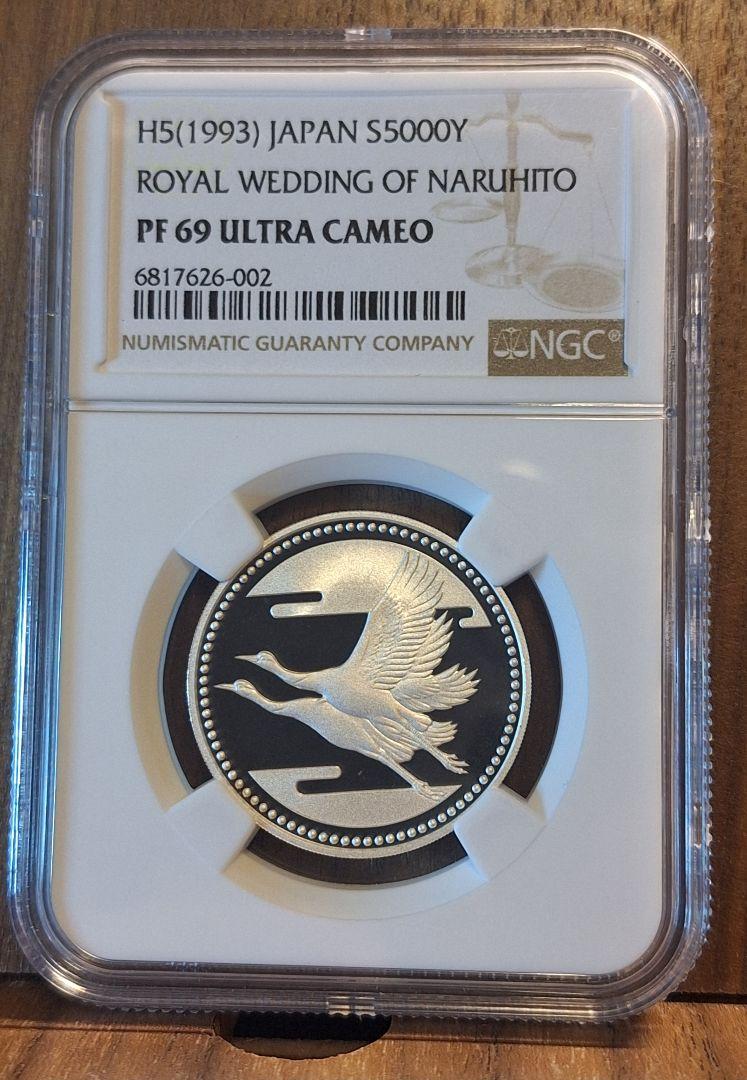 H5(1993) JAPAN S5000Y
ROYAL WEDDING OF NARUHITO
PF 69 ULTRA CAMEO
6817626-002
NUMISMATIC GUARANTY COMPANY
NGC®